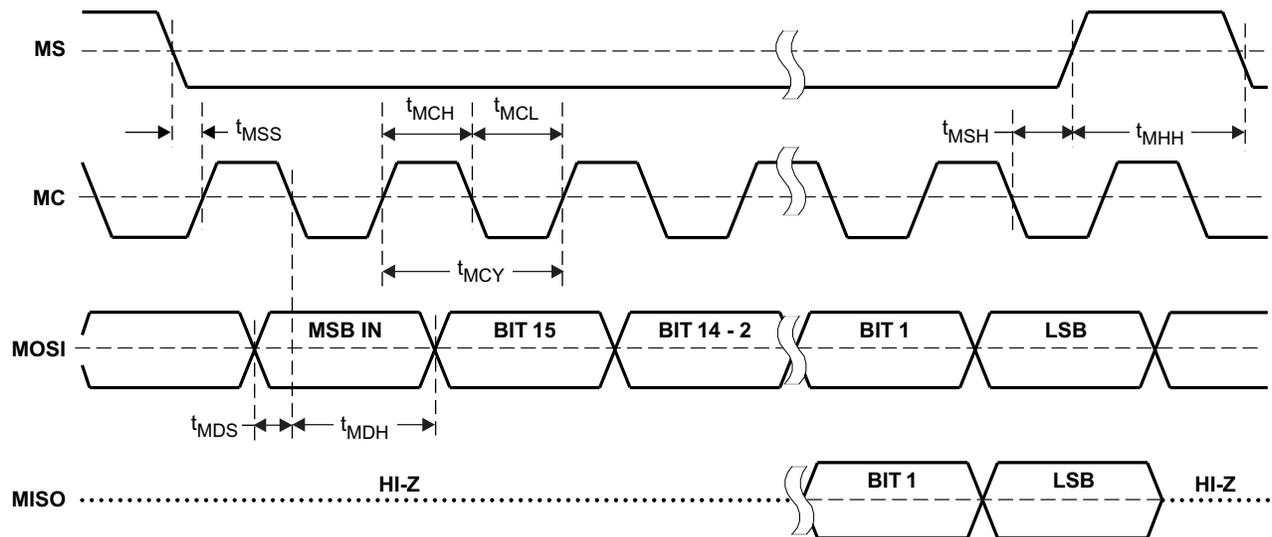 MS
tMCH tMCL
tMSS
tMSH tMHH
MC
tMCY
MSB IN BIT 15 BIT 14 - 2 BIT 1 LSB
MOSI
tMDS tMDH
HI-Z BIT 1 LSB HI-Z
MISO